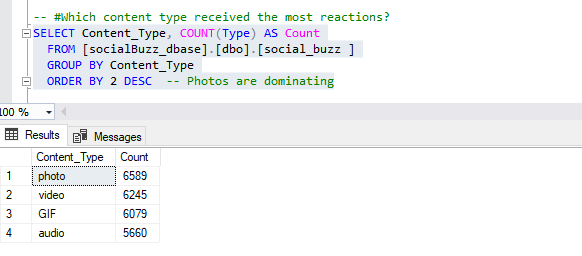 -- #Which content type received the most reactions?
SELECT Content_Type, COUNT(Type) AS Count
FROM [socialBuzz_dbase].[dbo].[social_buzz ]
GROUP BY Content_Type
ORDER BY 2 DESC  -- Photos are dominating
100 %
Results Messages
Content_Type Count
1 photo 6589
2 video 6245
3 GIF 6079
4 audio 5660